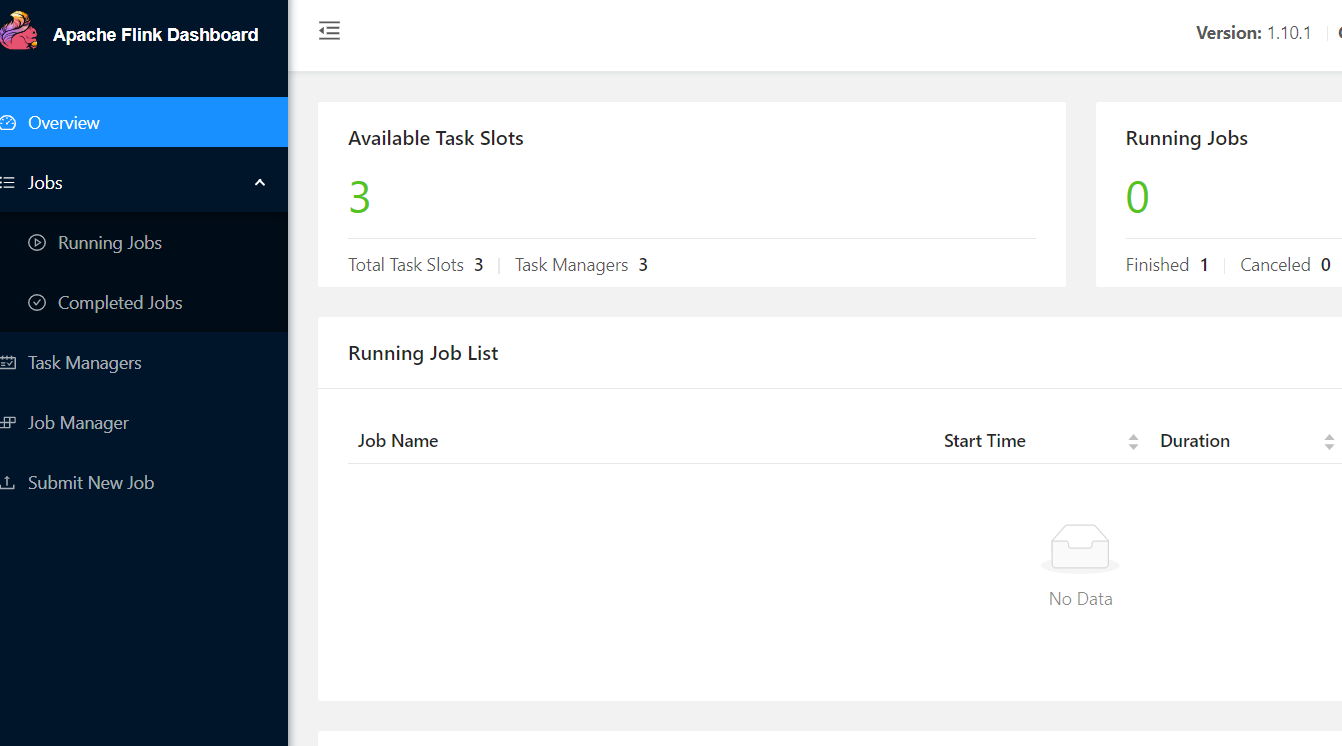 Apache Flink Dashboard
Version: 1.10.1
Overview
Jobs
Running Jobs
Completed Jobs
Task Managers
Job Manager
Submit New Job
Available Task Slots
3
Total Task Slots 3 Task Managers 3
Running Jobs
0
Finished 1 Canceled 0
Running Job List
Job Name Start Time Duration
No Data